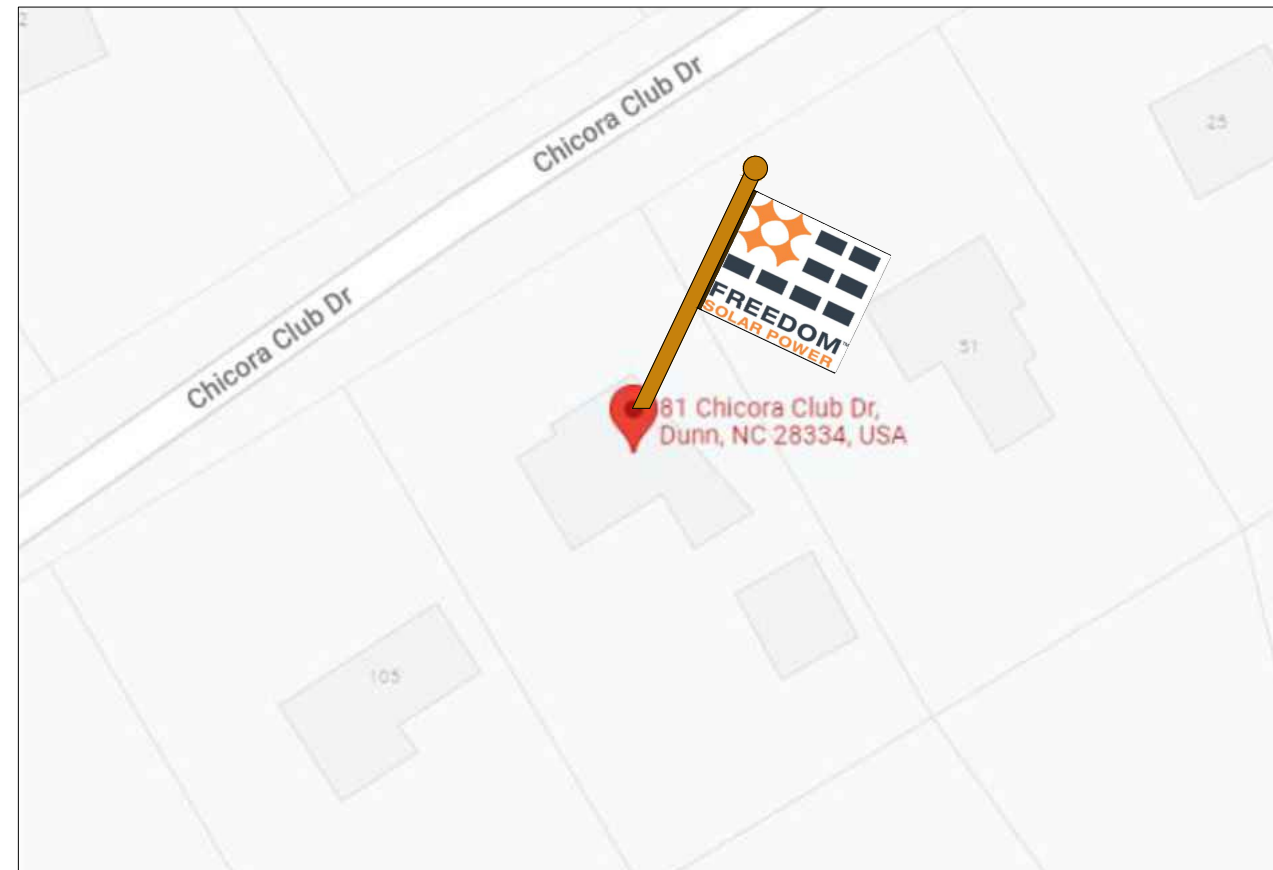 Chicora Club Dr
25
Chicora Club Dr
FREEDOM™
SOLAR POWER
51
81 Chicora Club Dr,
Dunn, NC 28334, USA
105